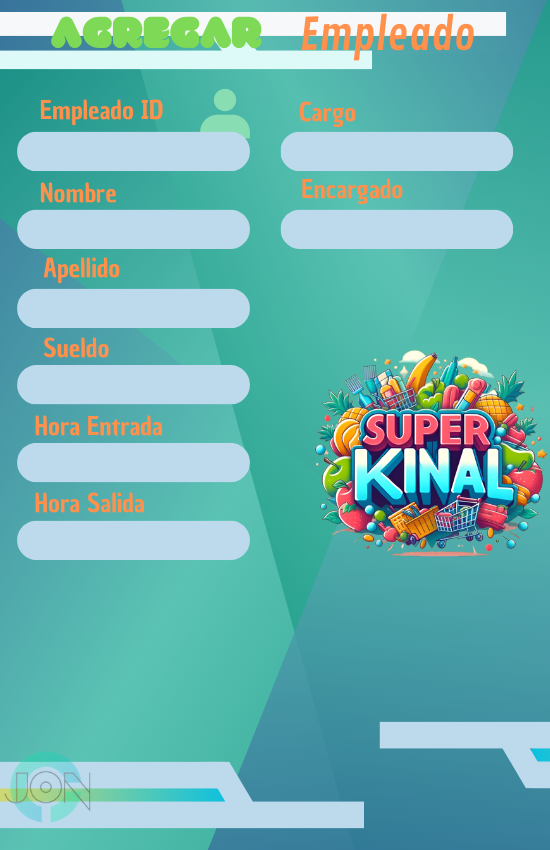 AGREGAR Empleado
Empleado ID
Cargo
Nombre
Encargado
Apellido
Sueldo
Hora Entrada
Hora Salida
SUPER
KINAL
JON